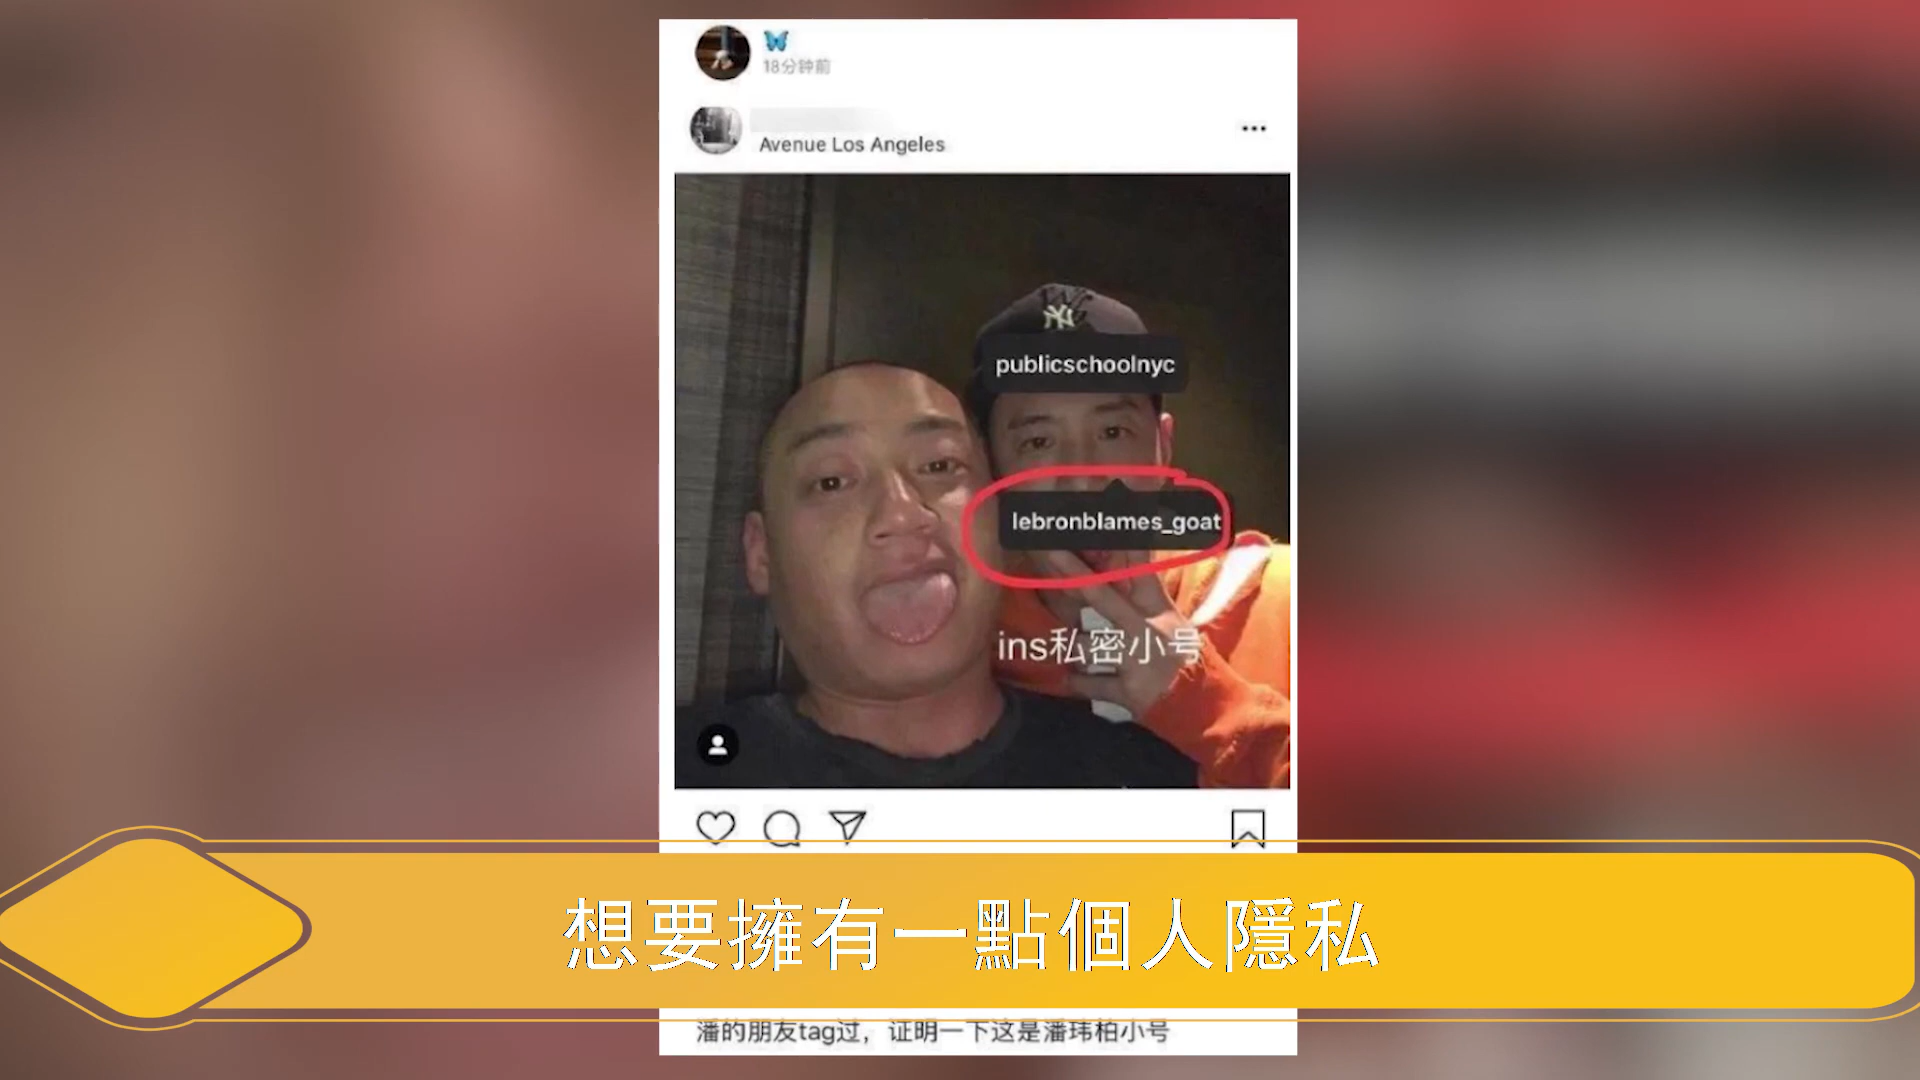 18分钟前
Avenue Los Angeles
NY
publicschoolnyc
lebronblames_goat
ins私密小号
想要擁有一點個人隱私
潘的朋友tag过，证明一下这是潘玮柏小号